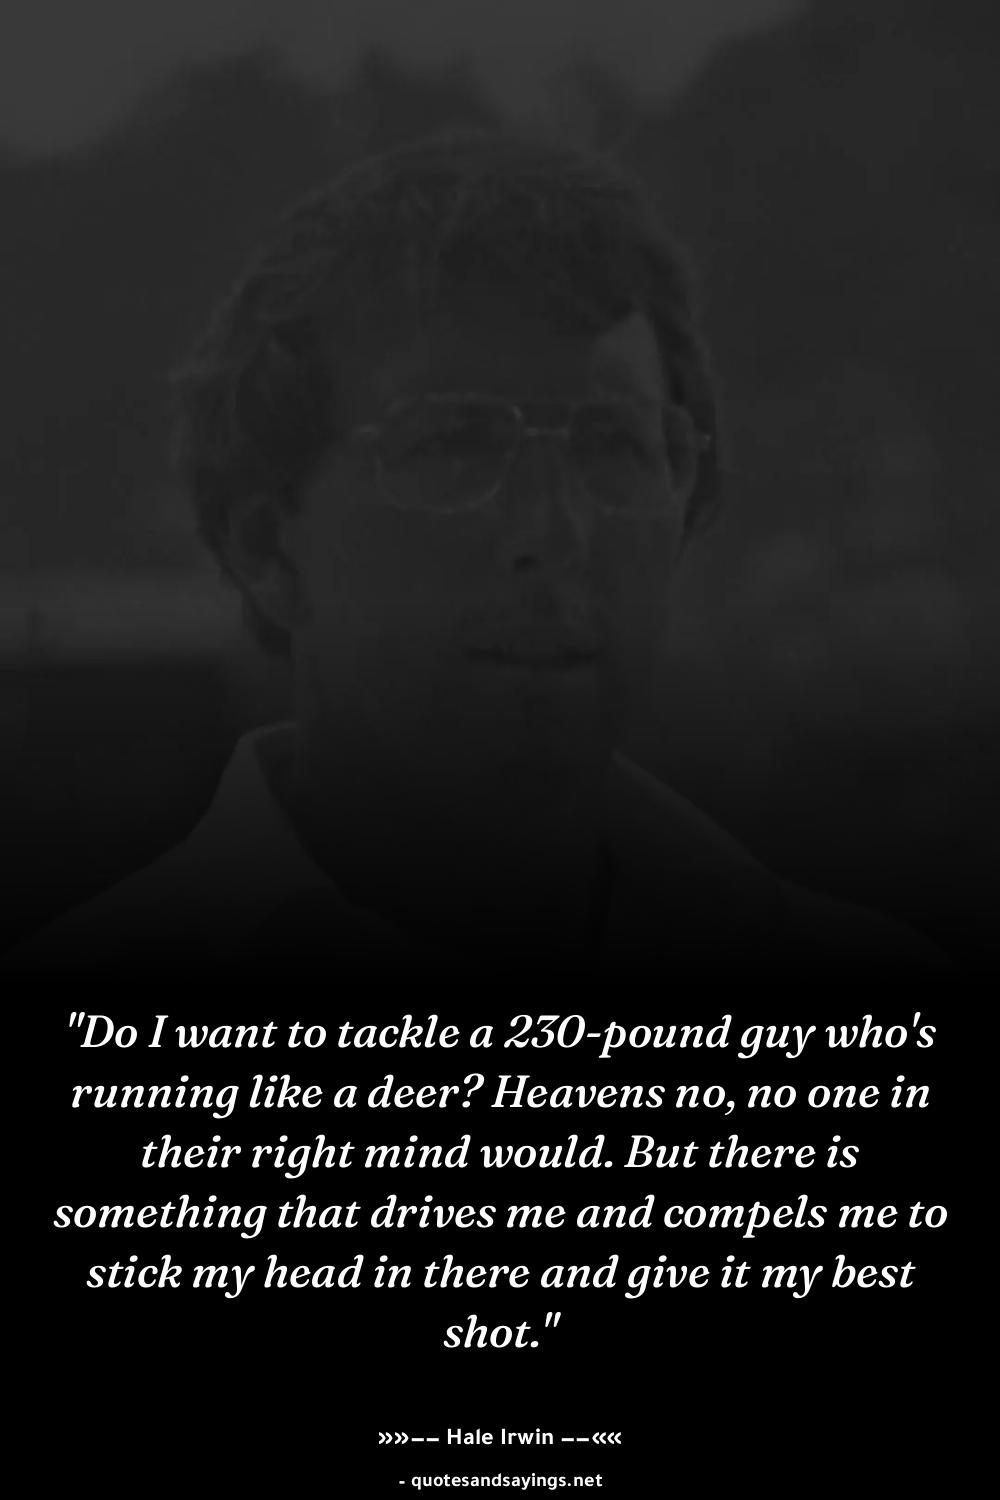 "Do I want to tackle a 230-pound guy who's
running like a deer? Heavens no, no one in
their right mind would. But there is
something that drives me and compels me to
stick my head in there and give it my best
shot."
»»−− Hale Irwin −−««
- quotesandsayings.net